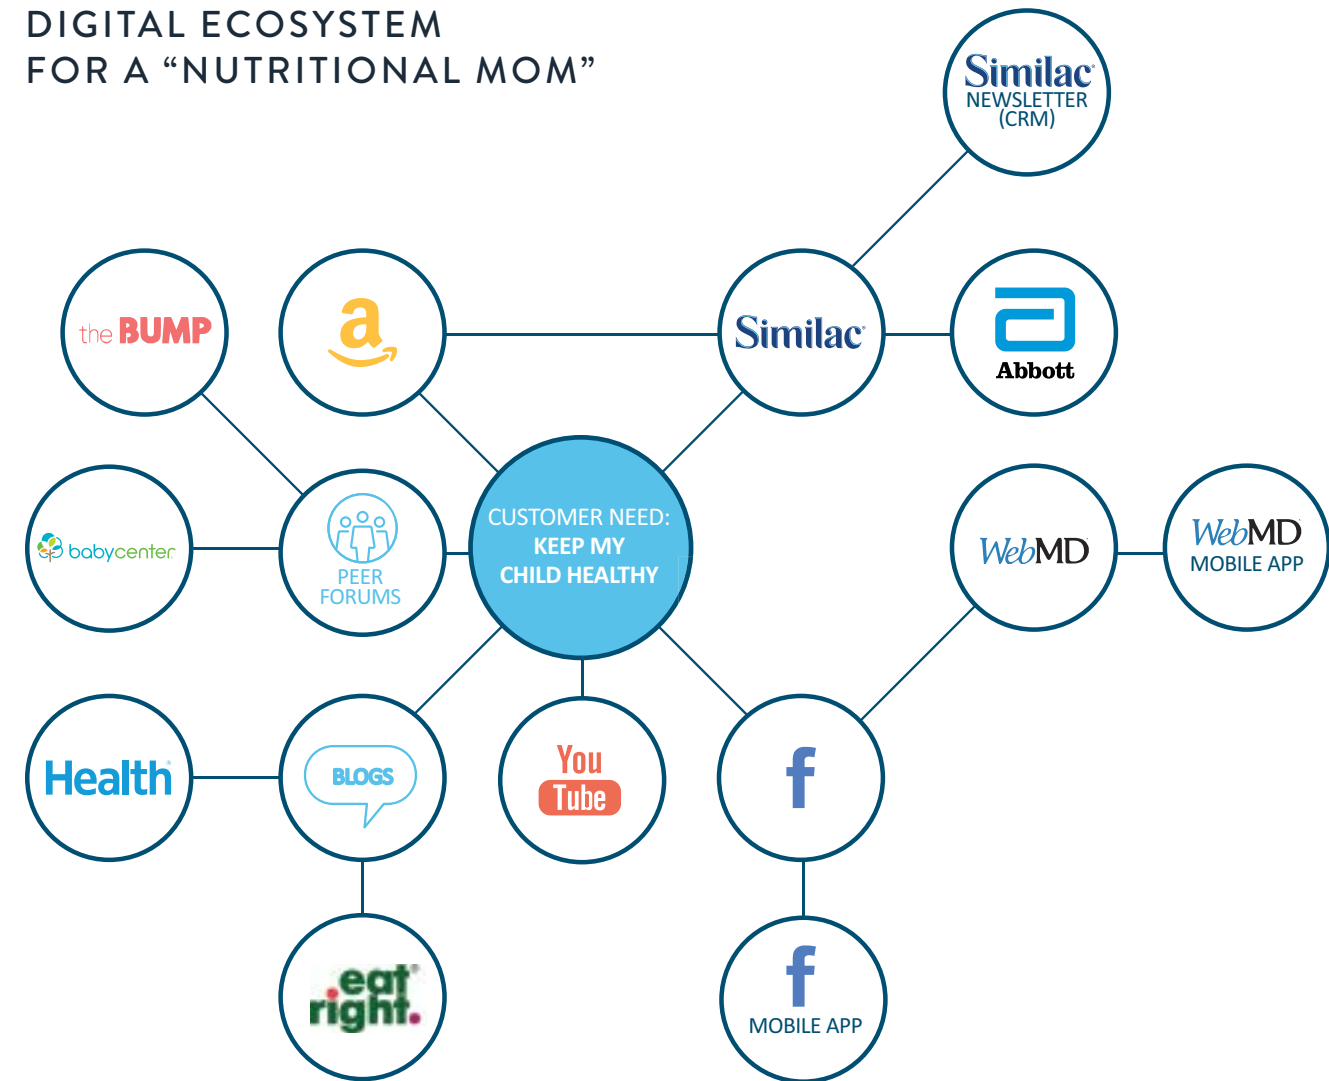 DIGITAL ECOSYSTEM
FOR A “NUTRITIONAL MOM”
Similac
NEWSLETTER
(CRM)
the BUMP
a
Similac
Abbott
babycenter
PEER
FORUMS
CUSTOMER NEED:
KEEP MY
CHILD HEALTHY
WebMD
WebMD
MOBILE APP
Health
BLOGS
You
Tube
f
eat
right.
f
MOBILE APP